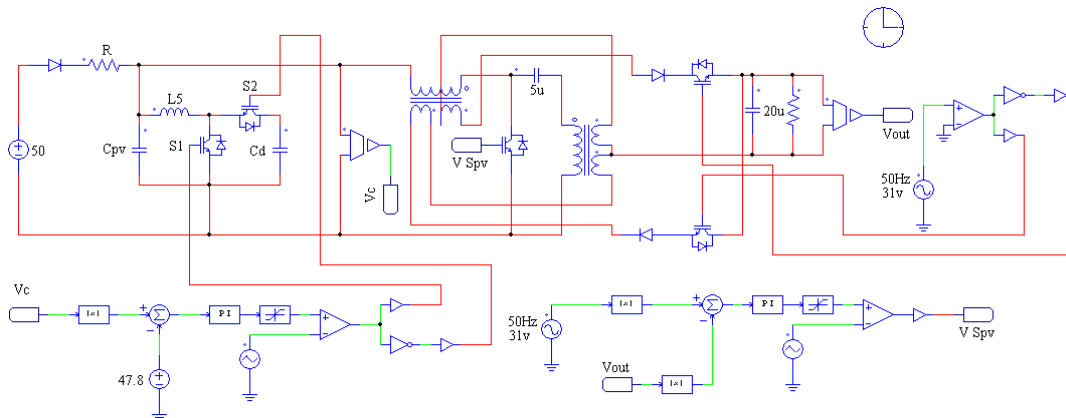 R
L5
S2
S1
50
Cpv
Cd
Vc
V Spv
5u
20u
Vout
50Hz
31v
Vc
|x|
+
−
PI
+
−
47.8
50Hz
31v
|x|
+
−
PI
+
−
V Spv
Vout
|x|